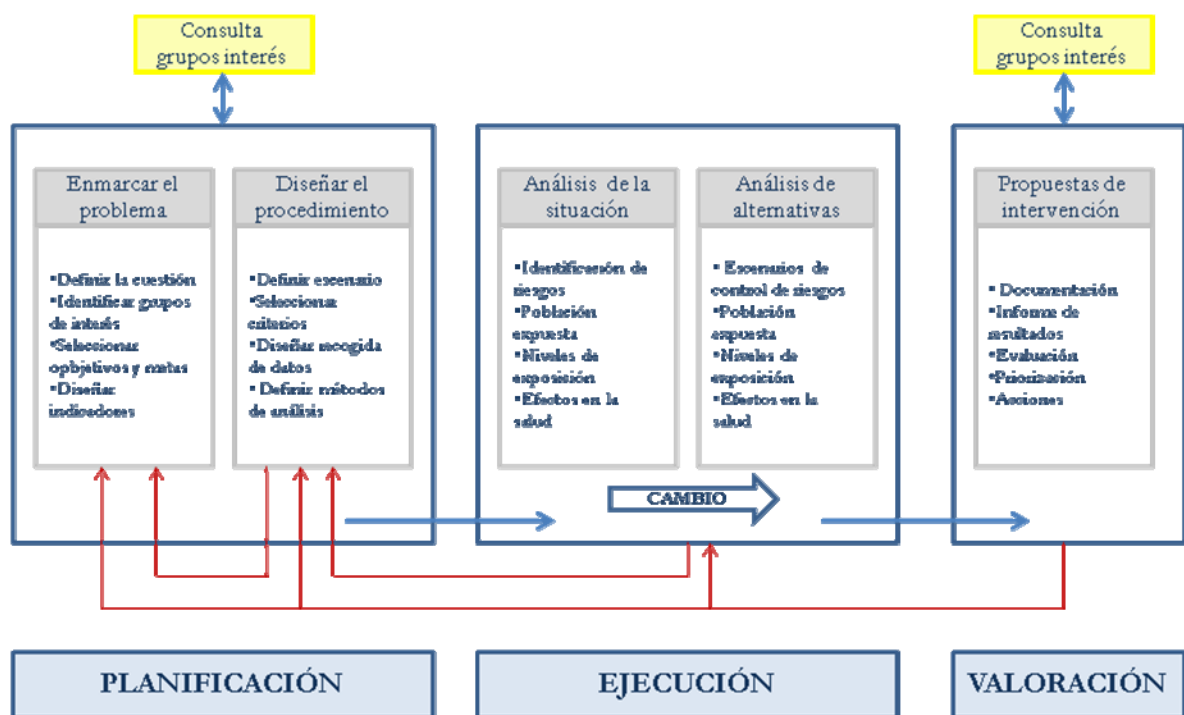 Consulta
grupos interés
Consulta
grupos interés
Enmarcar el
problema
▪Definir la cuestión
▪Identificar grupos
de interés
▪Seleccionar
opbjetivos y metas
▪Diseñar
indicadores
Diseñar el
procedimiento
▪Definir escenario
▪Seleccionar
criterios
▪Diseñar recogida
de datos
▪ Definir métodos
de análisis
Análisis de la
situación
▪Identificación de
riesgos
▪Población
expuesta
▪Niveles de
exposición
▪Efectos en la
salud
Análisis de
alternativas
▪ Escenarios de
control de riesgos
▪Población
expuesta
▪Niveles de
exposición
▪Efectos en la
salud
Propuestas de
intervención
▪ Documentación
▪Informe de
resultados
▪Evaluación
▪Priorización
▪Acciones
CAMBIO
PLANIFICACIÓN
EJECUCIÓN
VALORACIÓN